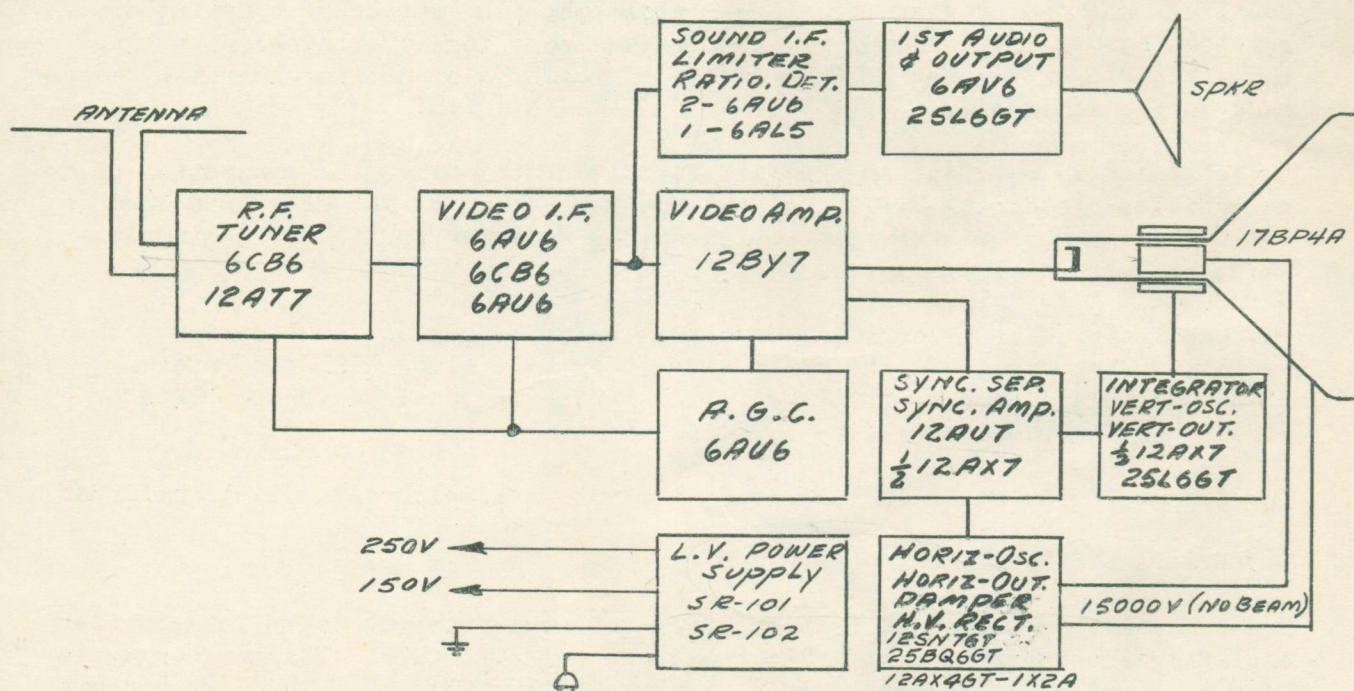 SOUND I.F.
LIMITER
RATIO. DET.
2- 6AU6
1 - 6AL5
1ST AUDIO
& OUTPUT
6AV6
25L6GT
SPKR
ANTENNA
R.F.
TUNER
6CB6
12AT7
VIDEO I.F.
6AU6
6CB6
6AU6
VIDEO AMP.
12BY7
17BP4A
A.G.C.
6AU6
SYNC. SEP.
SYNC. AMP.
12AU7
½ 12AX7
INTEGRATOR
VERT-OSC.
VERT-OUT.
½ 12AX7
25L6GT
250V
150V
L.V. POWER
SUPPLY
SR-101
SR-102
HORIZ-OSC.
HORIZ-OUT.
DAMPER
H.V. RECT.
12SN7GT
25BQ6GT
12AX4GT-1X2A
15000V (NO BEAM)